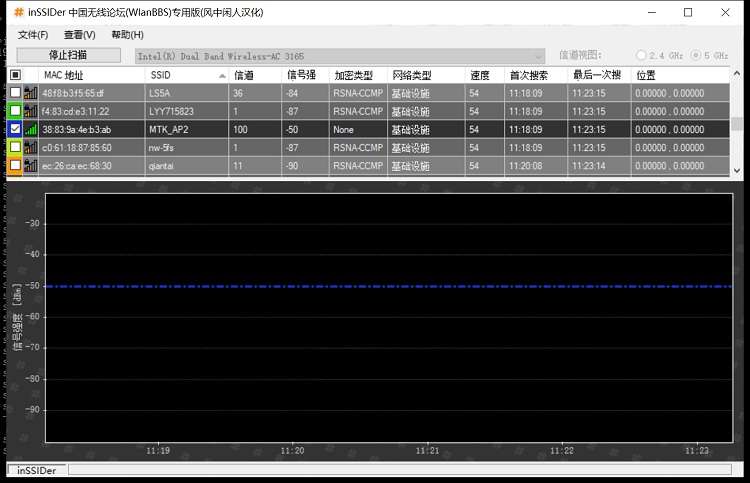 inSSIDer 中国无线论坛(WlanBBS)专用版(风中闲人汉化)
文件(F) 查看(V) 帮助(H)
停止扫描 Intel(R) Dual Band Wireless-AC 3165 信道视图: 2.4 GHz 5 GHz
MAC 地址 SSID 信道 信号强 加密类型 网络类型 速度 首次搜索 最后一次搜 位置
48:f8:b3:f5:65:df LS5A 36 -84 RSNA-CCMP 基础设施 54 11:18:09 11:23:15 0.00000 , 0.00000
f4:83:cd:e3:11:22 LYY715823 1 -87 RSNA-CCMP 基础设施 54 11:18:09 11:23:15 0.00000 , 0.00000
38:83:9a:4e:b3:ab MTK_AP2 100 -50 None 基础设施 54 11:18:09 11:23:15 0.00000 , 0.00000
c0:61:18:87:85:60 nw-5fs 1 -87 RSNA-CCMP 基础设施 54 11:18:09 11:23:15 0.00000 , 0.00000
ec:26:ca:ec:68:30 qiantai 11 -90 RSNA-CCMP 基础设施 54 11:20:08 11:23:14 0.00000 , 0.00000
信号强度 [dBm]
-30
-40
-50
-60
-70
-80
-90
11:19 11:20 11:21 11:22 11:23
inSSIDer